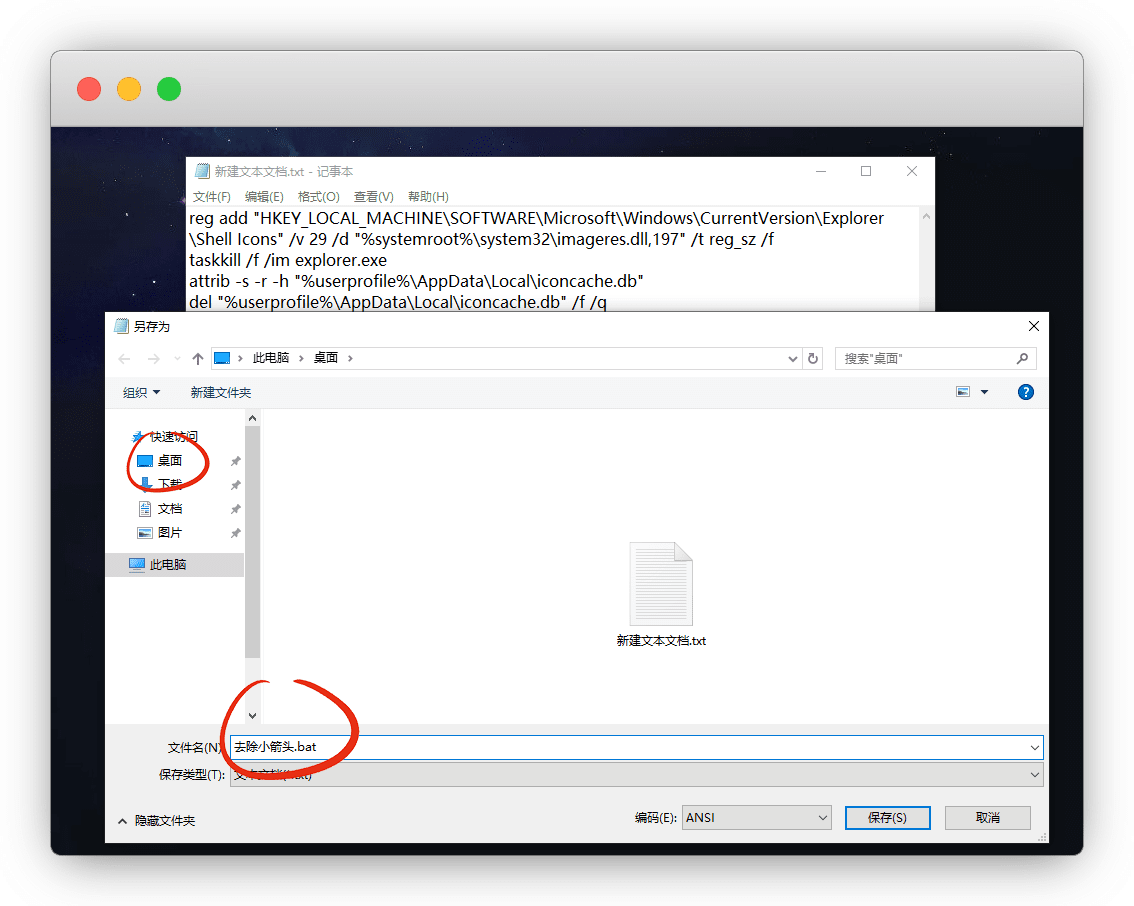 新建文本文档.txt - 记事本
文件(F) 编辑(E) 格式(O) 查看(V) 帮助(H)
reg add "HKEY_LOCAL_MACHINE\SOFTWARE\Microsoft\Windows\CurrentVersion\Explorer
\Shell Icons" /v 29 /d "%systemroot%\system32\imageres.dll,197" /t reg_sz /f
taskkill /f /im explorer.exe
attrib -s -r -h "%userprofile%\AppData\Local\iconcache.db"
del "%userprofile%\AppData\Local\iconcache.db" /f /q
另存为
此电脑 › 桌面 ›
搜索"桌面"
组织 新建文件夹
?
快速访问
桌面
下载
文档
图片
此电脑
新建文本文档.txt
文件名(N)
去除小箭头.bat
保存类型(T):
文本文档(*.txt)
隐藏文件夹
编码(E): ANSI 保存(S) 取消